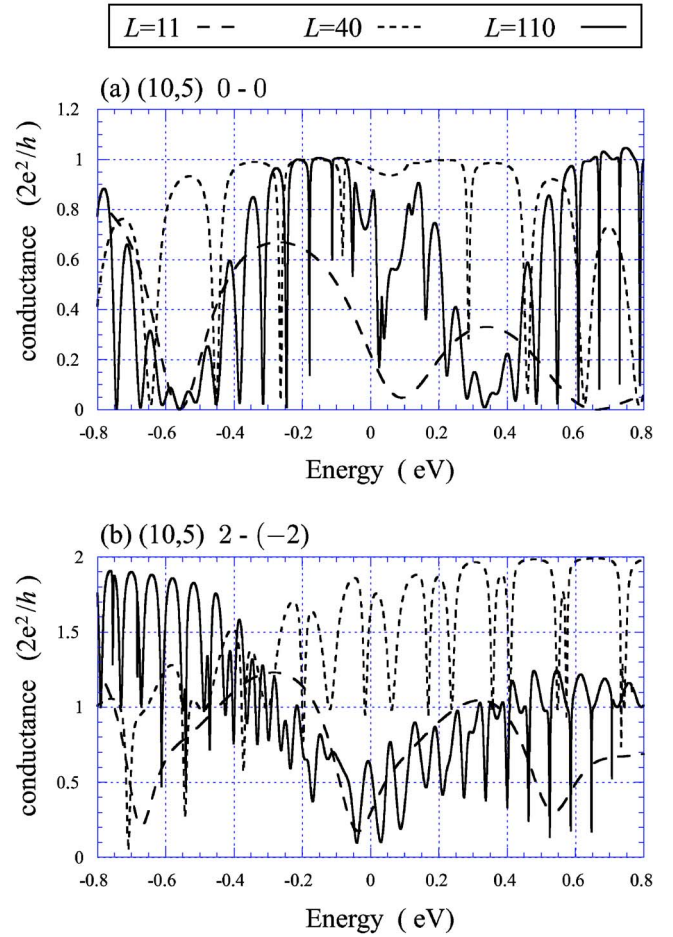 L=11 L=40 L=110
(a) (10,5) 0 - 0
conductance (2e²/h)
1.2
1
0.8
0.6
0.4
0.2
0
-0.8 -0.6 -0.4 -0.2 0 0.2 0.4 0.6 0.8
Energy ( eV)
(b) (10,5) 2 - (−2)
conductance (2e²/h)
2
1.5
1
0.5
0
-0.8 -0.6 -0.4 -0.2 0 0.2 0.4 0.6 0.8
Energy ( eV)